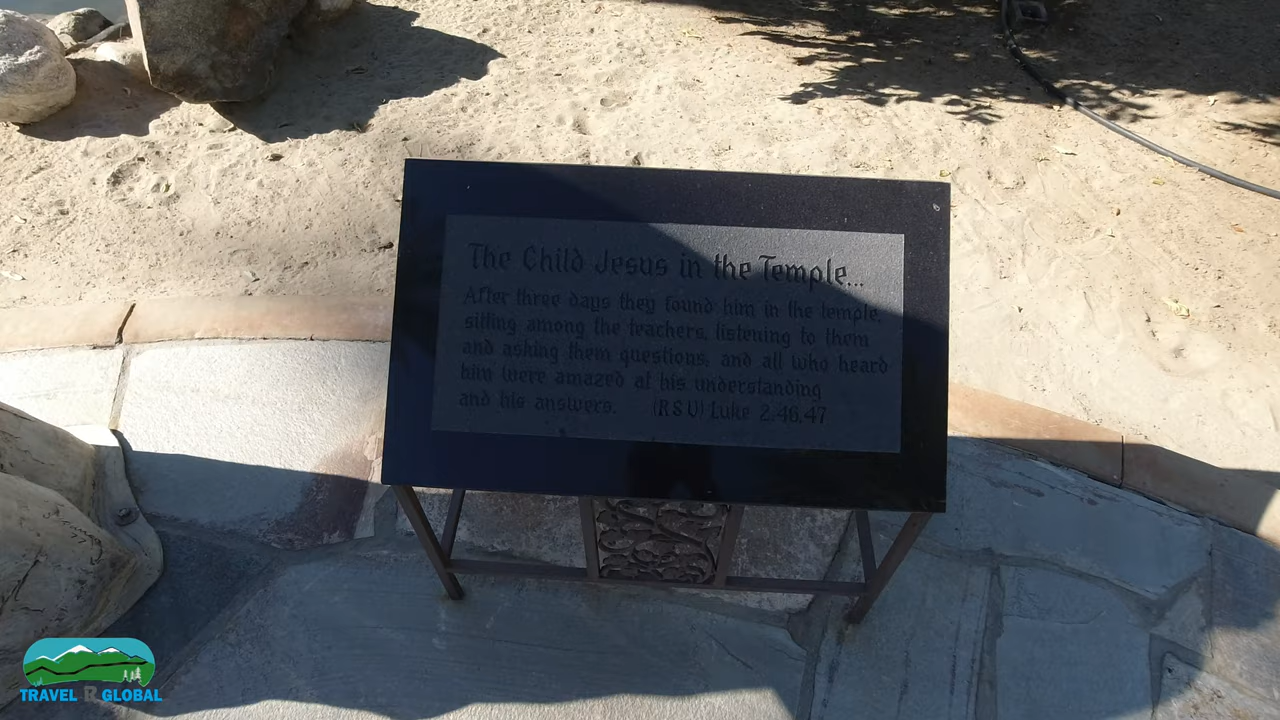 The Child Jesus in the Temple...
After three days they found him in the temple,
sitting among the teachers, listening to them
and asking them questions, and all who heard
him were amazed at his understanding
and his answers. (RSV) Luke 2:46,47
TRAVEL R GLOBAL